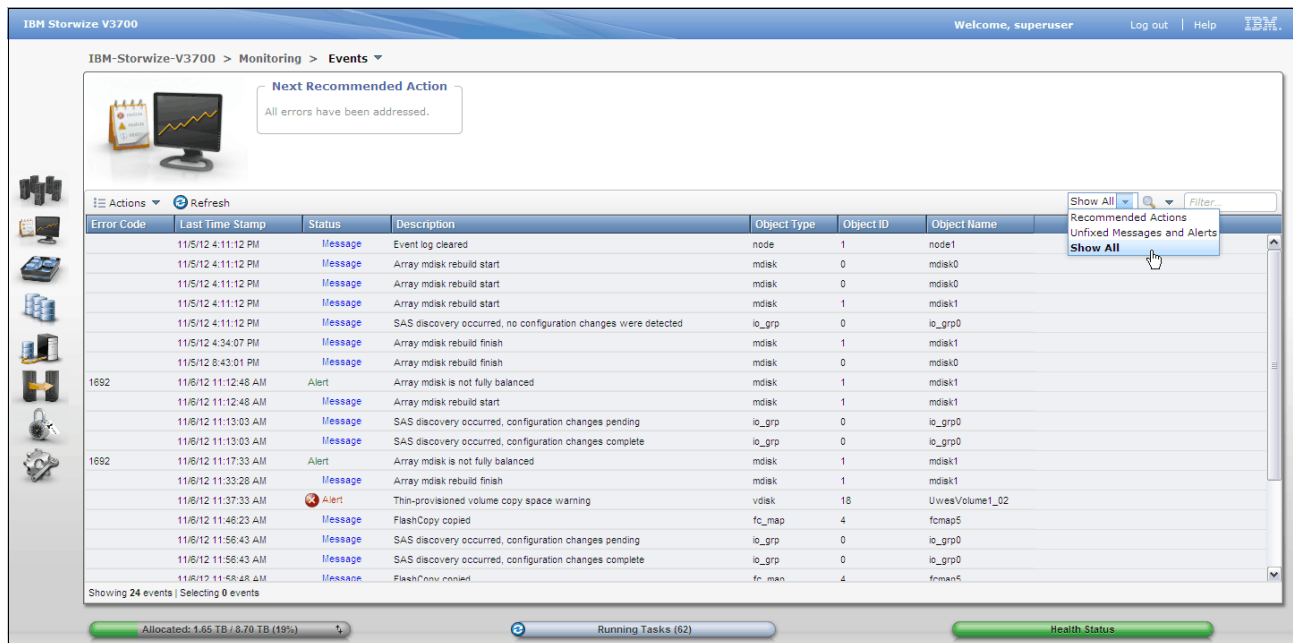 IBM Storwize V3700
Welcome, superuser
Log out | Help
IBM.
IBM-Storwize-V3700 > Monitoring > Events
Next Recommended Action
All errors have been addressed.
Actions
Refresh
Show All
Filter...
Recommended Actions
Unfixed Messages and Alerts
Show All
Error Code Last Time Stamp Status Description Object Type Object ID Object Name
11/5/12 4:11:12 PM Message Event log cleared node 1 node1
11/5/12 4:11:12 PM Message Array mdisk rebuild start mdisk 0 mdisk0
11/5/12 4:11:12 PM Message Array mdisk rebuild start mdisk 0 mdisk0
11/5/12 4:11:12 PM Message Array mdisk rebuild start mdisk 1 mdisk1
11/5/12 4:11:12 PM Message SAS discovery occurred, no configuration changes were detected io_grp 0 io_grp0
11/5/12 4:34:07 PM Message Array mdisk rebuild finish mdisk 1 mdisk1
11/5/12 8:43:01 PM Message Array mdisk rebuild finish mdisk 0 mdisk0
1692 11/6/12 11:12:48 AM Alert Array mdisk is not fully balanced mdisk 1 mdisk1
11/6/12 11:12:48 AM Message Array mdisk rebuild start mdisk 1 mdisk1
11/6/12 11:13:03 AM Message SAS discovery occurred, configuration changes pending io_grp 0 io_grp0
11/6/12 11:13:03 AM Message SAS discovery occurred, configuration changes complete io_grp 0 io_grp0
1692 11/6/12 11:17:33 AM Alert Array mdisk is not fully balanced mdisk 1 mdisk1
11/6/12 11:33:28 AM Message Array mdisk rebuild finish mdisk 1 mdisk1
11/6/12 11:37:33 AM Alert Thin-provisioned volume copy space warning vdisk 18 UwesVolume1_02
11/6/12 11:46:23 AM Message FlashCopy copied fc_map 4 fcmap5
11/6/12 11:56:43 AM Message SAS discovery occurred, configuration changes pending io_grp 0 io_grp0
11/6/12 11:56:43 AM Message SAS discovery occurred, configuration changes complete io_grp 0 io_grp0
11/6/12 11:58:48 AM Message FlashCopy copied fc_map 4 fcmap5
Showing 24 events | Selecting 0 events
Allocated: 1.65 TB / 8.70 TB (19%)
Running Tasks (62)
Health Status